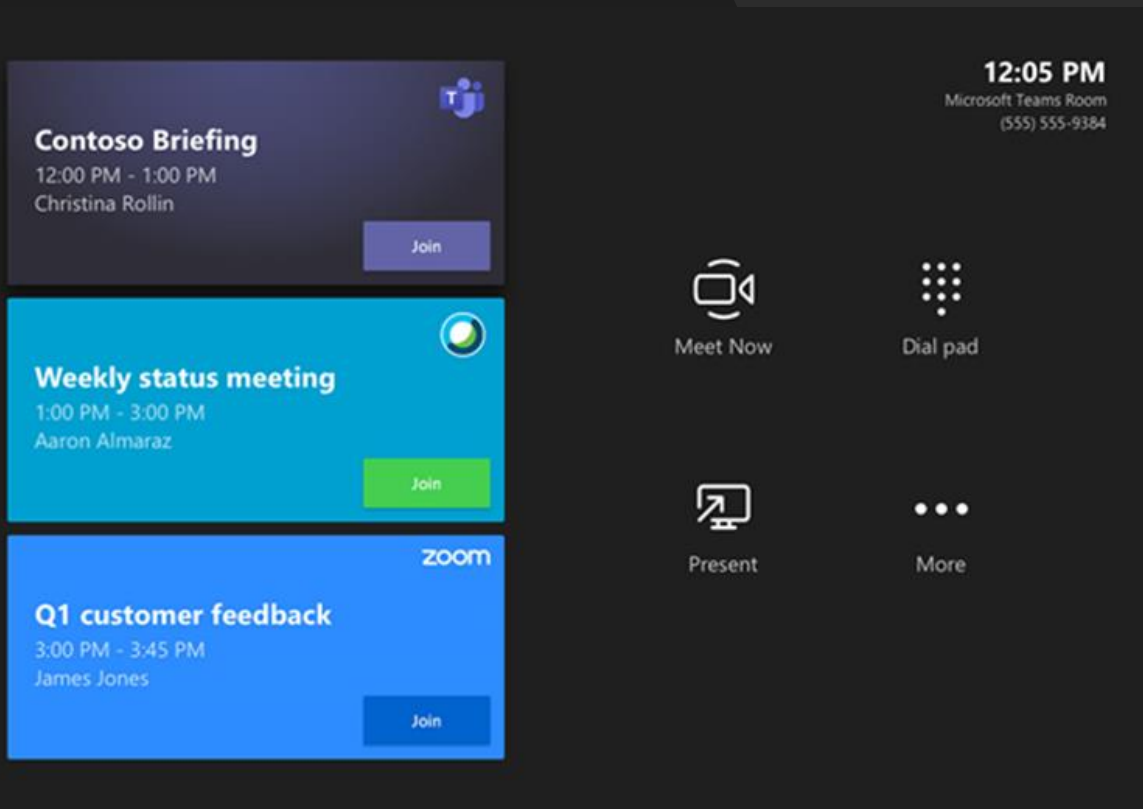 12:05 PM
Microsoft Teams Room
(555) 555-9384
T
Contoso Briefing
12:00 PM - 1:00 PM
Christina Rollin
Join
Weekly status meeting
1:00 PM - 3:00 PM
Aaron Almaraz
Join
zoom
Q1 customer feedback
3:00 PM - 3:45 PM
James Jones
Join
Meet Now
Dial pad
Present
More